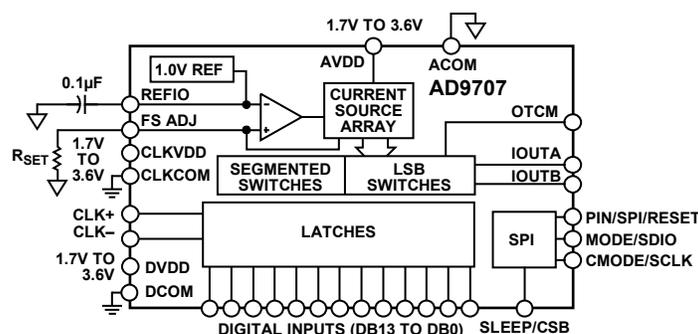 1.7V TO 3.6V
AVDD
ACOM
AD9707
1.0V REF
0.1µF
REFIO
FS ADJ
RSET
1.7V
TO
3.6V
CLKVDD
CLKCOM
CURRENT
SOURCE
ARRAY
OTCM
IOUTA
IOUTB
SEGMENTED
SWITCHES
LSB
SWITCHES
CLK+
CLK–
LATCHES
SPI
PIN/SPI/RESET
MODE/SDIO
CMODE/SCLK
1.7V TO
3.6V
DVDD
DCOM
DIGITAL INPUTS (DB13 TO DB0)
SLEEP/CSB